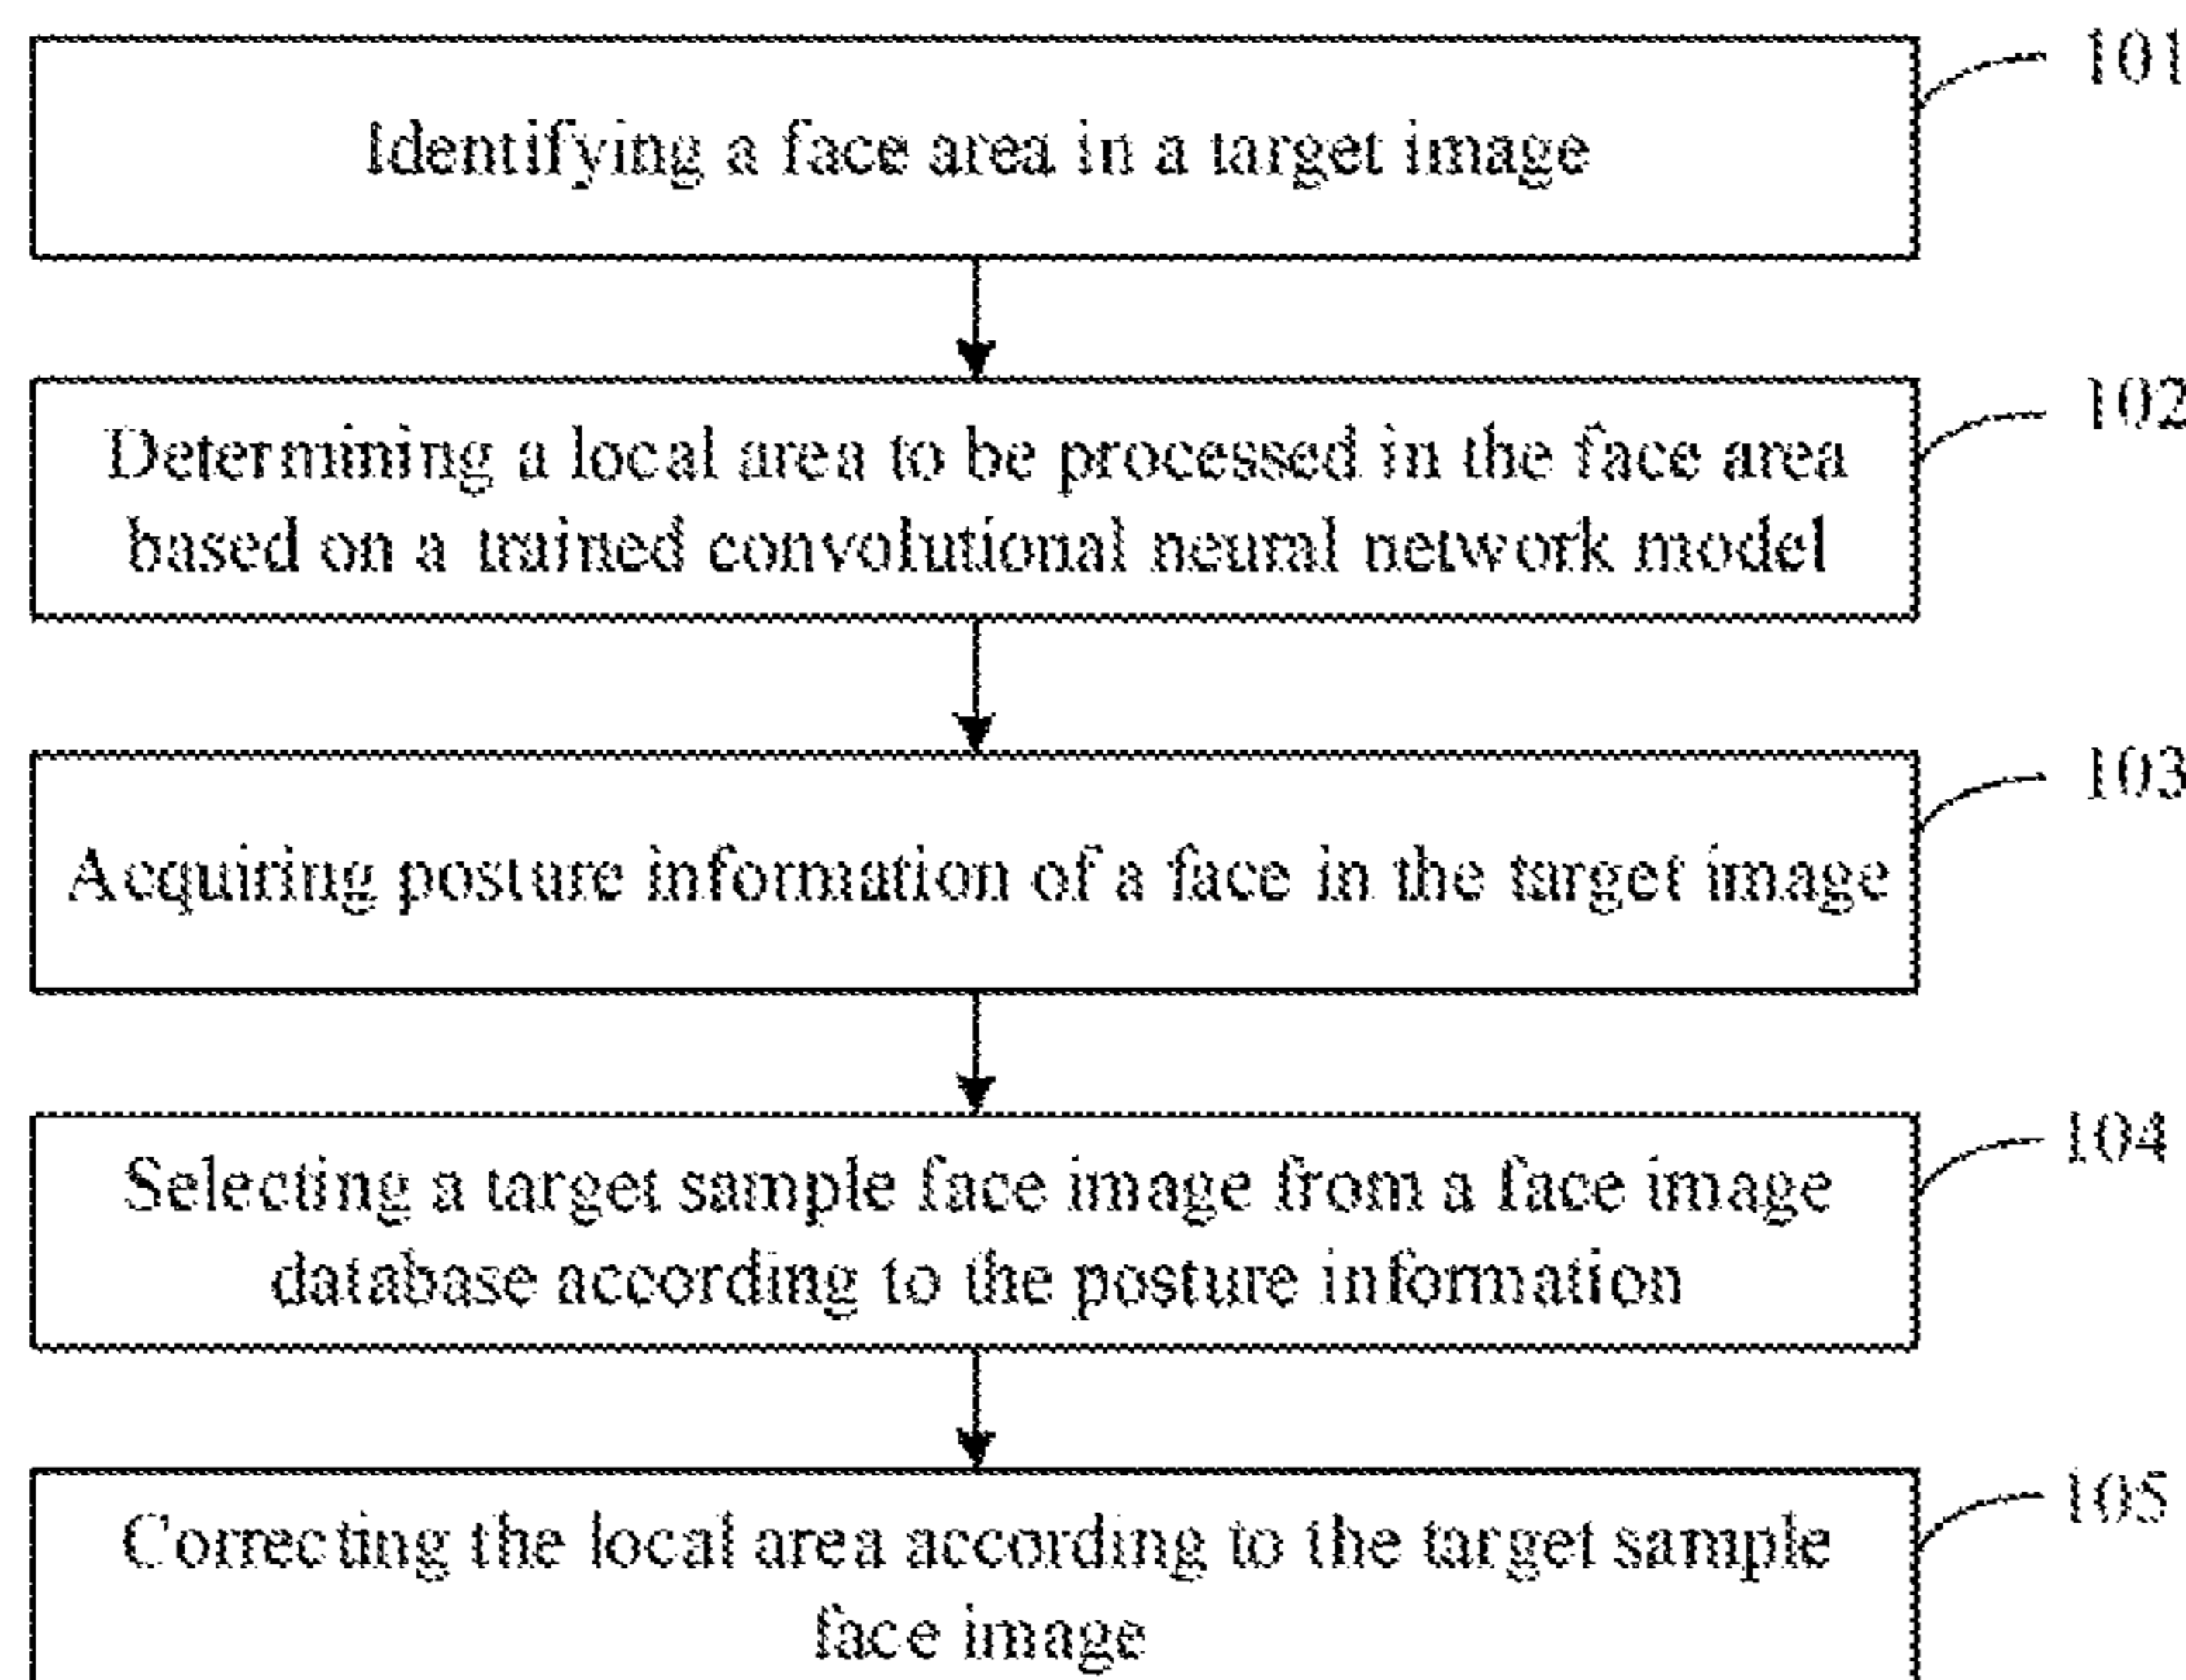 101
Identifying a face area in a target image
102
Determining a local area to be processed in the face area
based on a trained convolutional neural network model
103
Acquiring posture information of a face in the target image
104
Selecting a target sample face image from a face image
database according to the posture information
105
Correcting the local area according to the target sample
face image